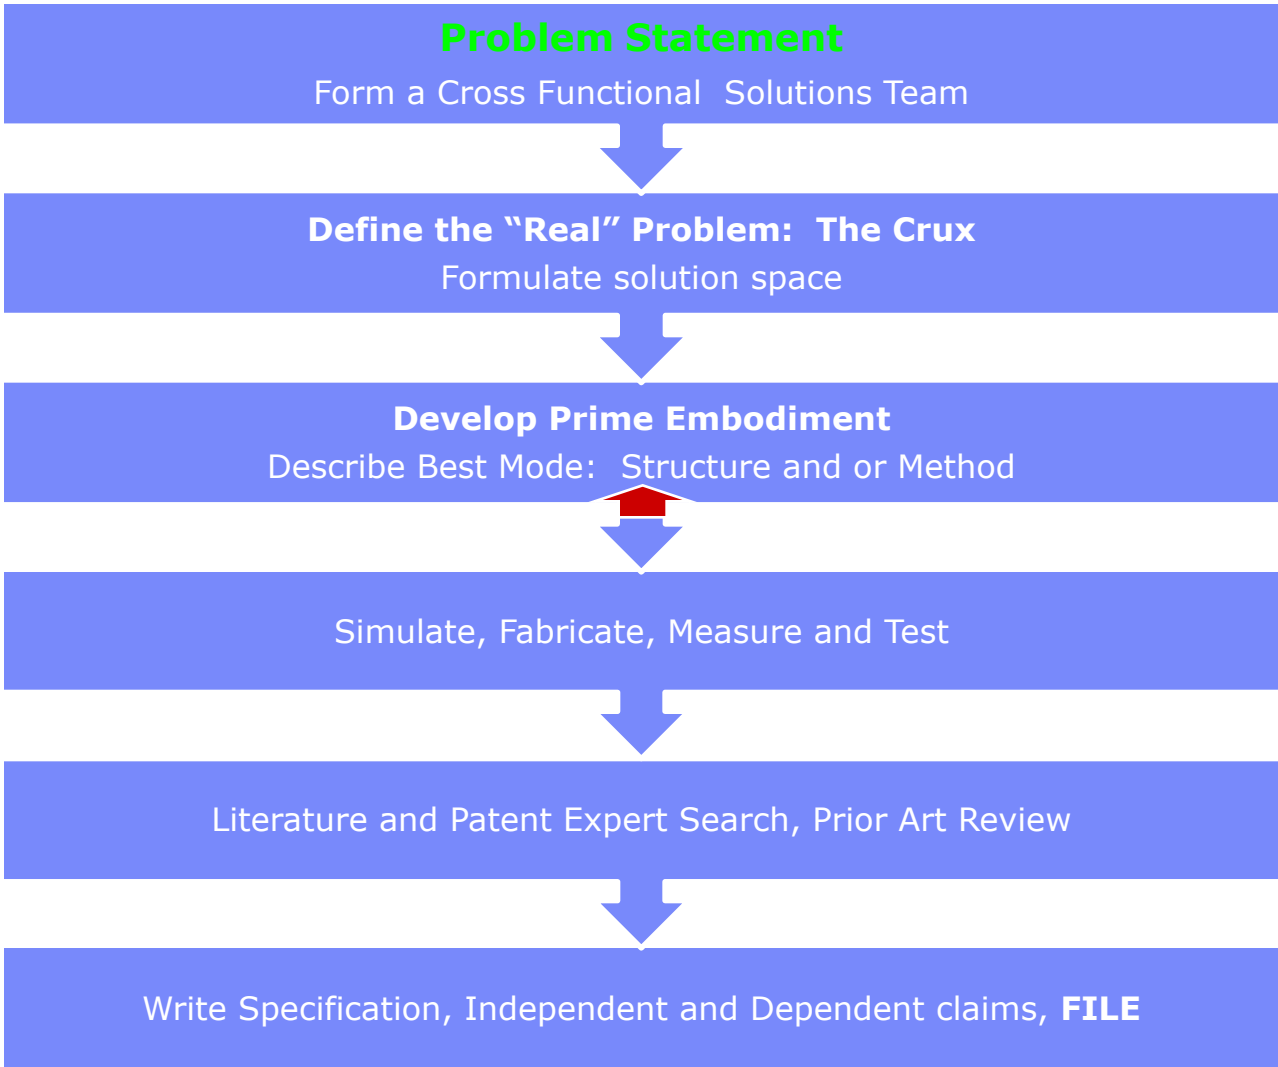 Problem Statement
Form a Cross Functional  Solutions Team
Define the “Real” Problem:  The Crux
Formulate solution space
Develop Prime Embodiment
Describe Best Mode:  Structure and or Method
Simulate, Fabricate, Measure and Test
Literature and Patent Expert Search, Prior Art Review
Write Specification, Independent and Dependent claims, FILE